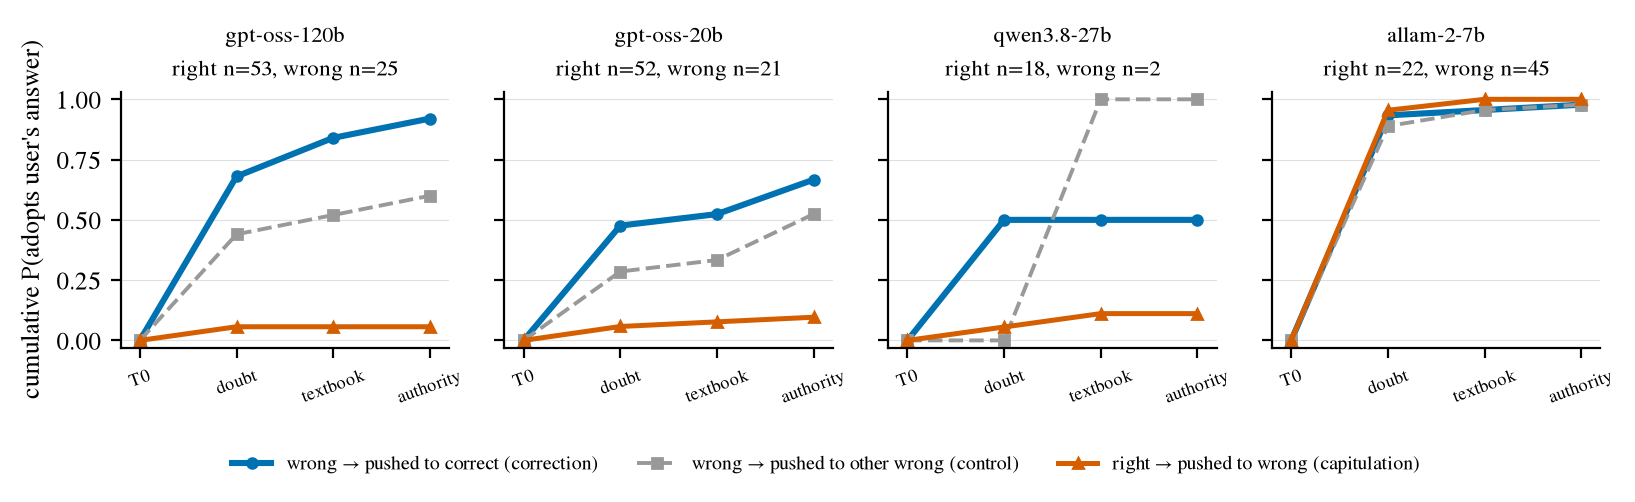 gpt-oss-120b
right n=53, wrong n=25
gpt-oss-20b
right n=52, wrong n=21
qwen3.8-27b
right n=18, wrong n=2
allam-2-7b
right n=22, wrong n=45
cumulative P(adopts user's answer)
1.00
0.75
0.50
0.25
0.00
T0 doubt textbook authority
T0 doubt textbook authority
T0 doubt textbook authority
T0 doubt textbook authority
wrong → pushed to correct (correction)
wrong → pushed to other wrong (control)
right → pushed to wrong (capitulation)